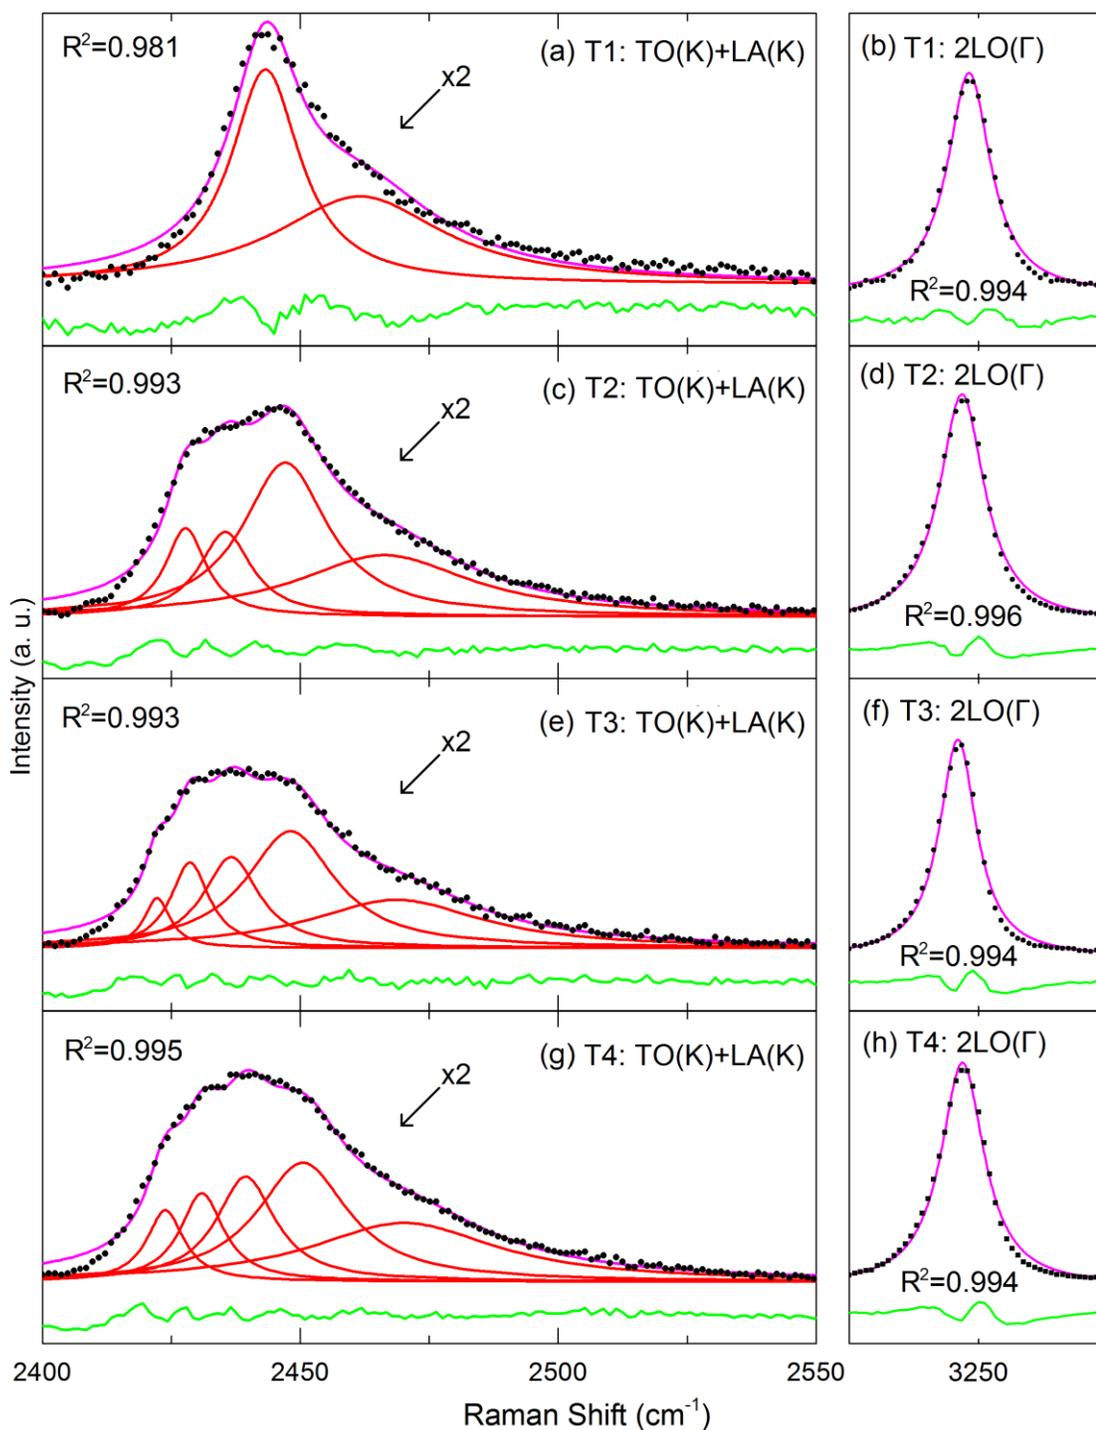 R²=0.981
(a) T1: TO(K)+LA(K)
x2
(b) T1: 2LO(Γ)
R²=0.994
R²=0.993
(c) T2: TO(K)+LA(K)
x2
(d) T2: 2LO(Γ)
R²=0.996
R²=0.993
(e) T3: TO(K)+LA(K)
x2
(f) T3: 2LO(Γ)
R²=0.994
R²=0.995
(g) T4: TO(K)+LA(K)
x2
(h) T4: 2LO(Γ)
R²=0.994
Intensity (a. u.)
2400 2450 2500 2550 3250
Raman Shift (cm⁻¹)